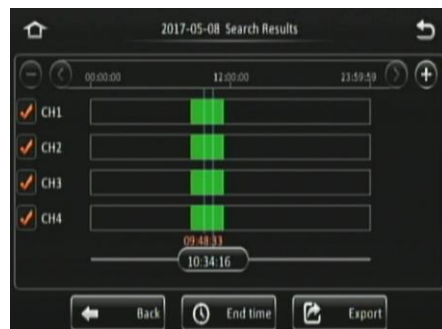 2017-05-08 Search Results
00:00:00 12:00:00 23:59:59
CH1
CH2
CH3
CH4
09:48:33
10:34:16
Back End time Export